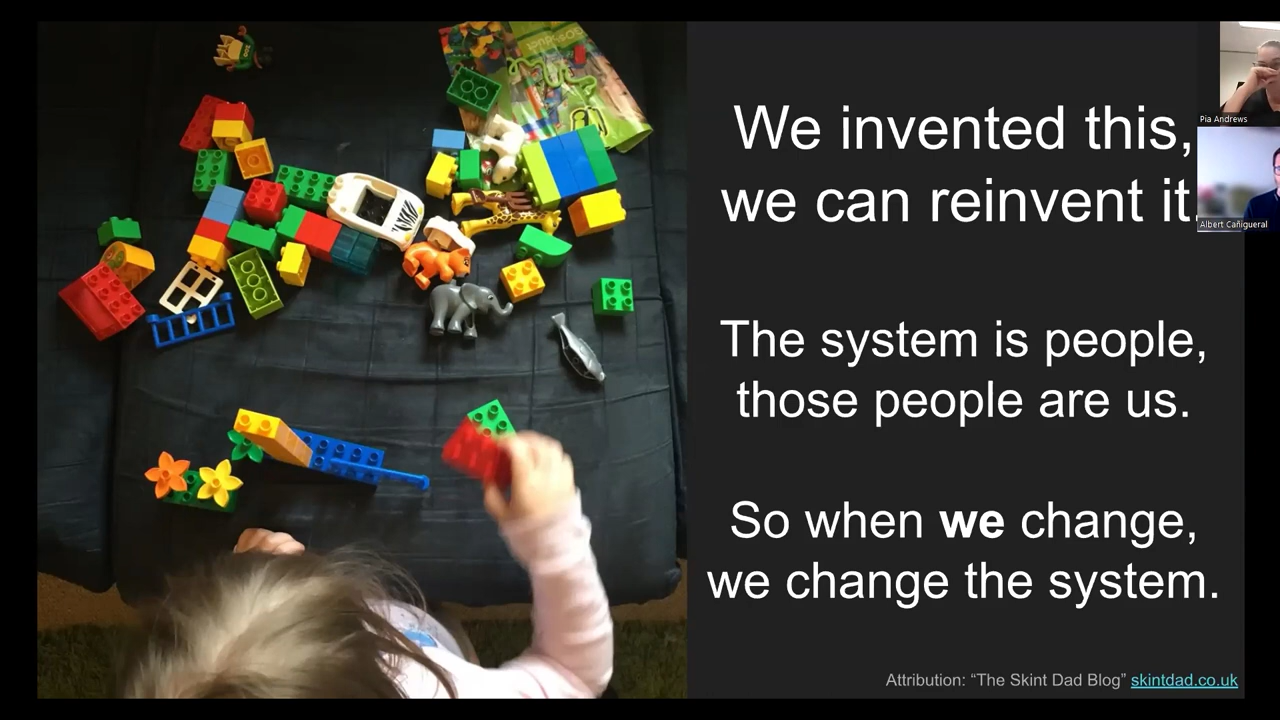 We invented this,
we can reinvent it.
The system is people,
those people are us.
So when we change,
we change the system.
Attribution: “The Skint Dad Blog” skintdad.co.uk
Pia Andrews
Albert Cañigueral